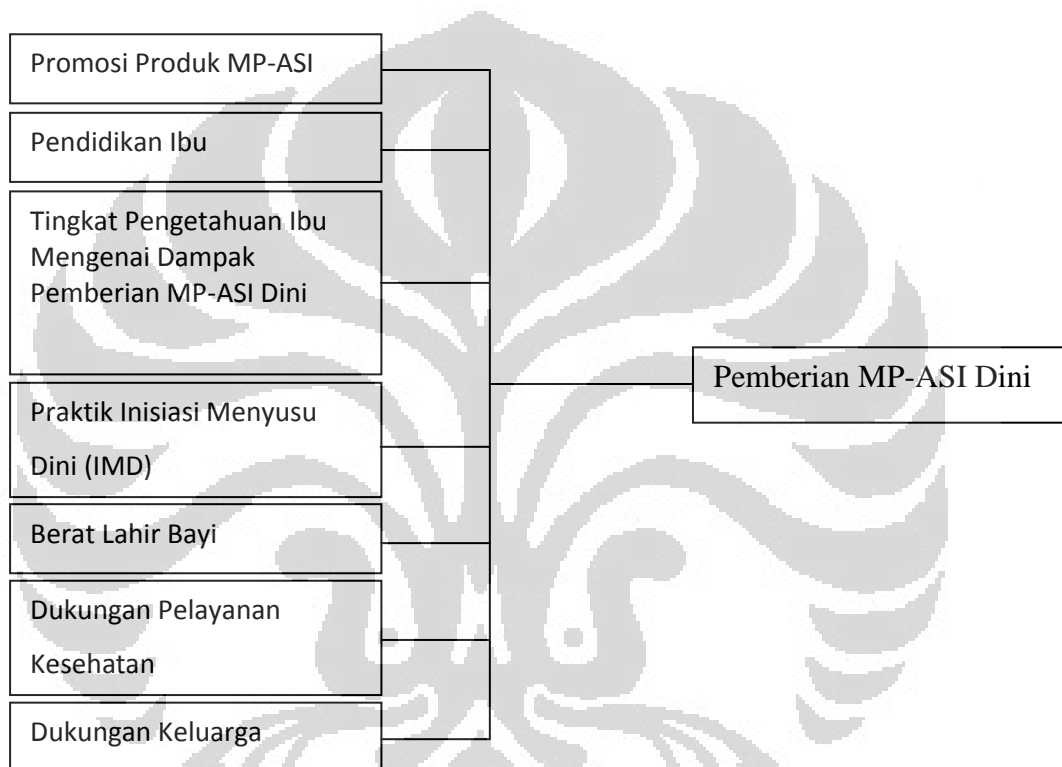 Promosi Produk MP-ASI
Pendidikan Ibu
Tingkat Pengetahuan Ibu
Mengenai Dampak
Pemberian MP-ASI Dini
Praktik Inisiasi Menyusu
Dini (IMD)
Berat Lahir Bayi
Dukungan Pelayanan
Kesehatan
Dukungan Keluarga
Pemberian MP-ASI Dini